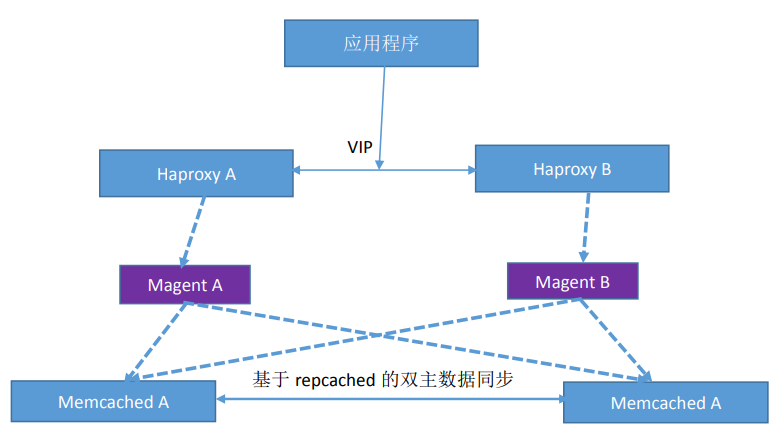 应用程序
VIP
Haproxy A
Haproxy B
Magent A
Magent B
基于 repcached 的双主数据同步
Memcached A
Memcached A